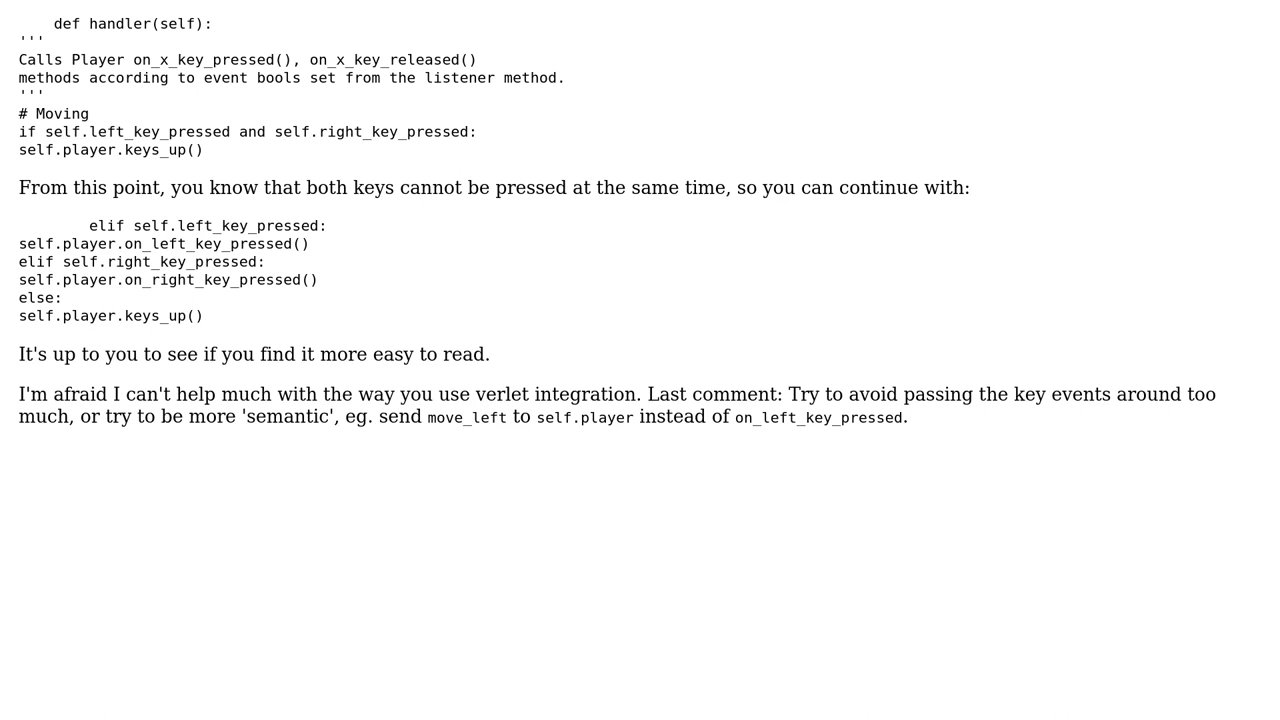 def handler(self):
'''
Calls Player on_x_key_pressed(), on_x_key_released()
methods according to event bools set from the listener method.
'''
# Moving
if self.left_key_pressed and self.right_key_pressed:
self.player.keys_up()
From this point, you know that both keys cannot be pressed at the same time, so you can continue with:
elif self.left_key_pressed:
self.player.on_left_key_pressed()
elif self.right_key_pressed:
self.player.on_right_key_pressed()
else:
self.player.keys_up()
It's up to you to see if you find it more easy to read.
I'm afraid I can't help much with the way you use verlet integration. Last comment: Try to avoid passing the key events around too
much, or try to be more 'semantic', eg. send move_left to self.player instead of on_left_key_pressed.